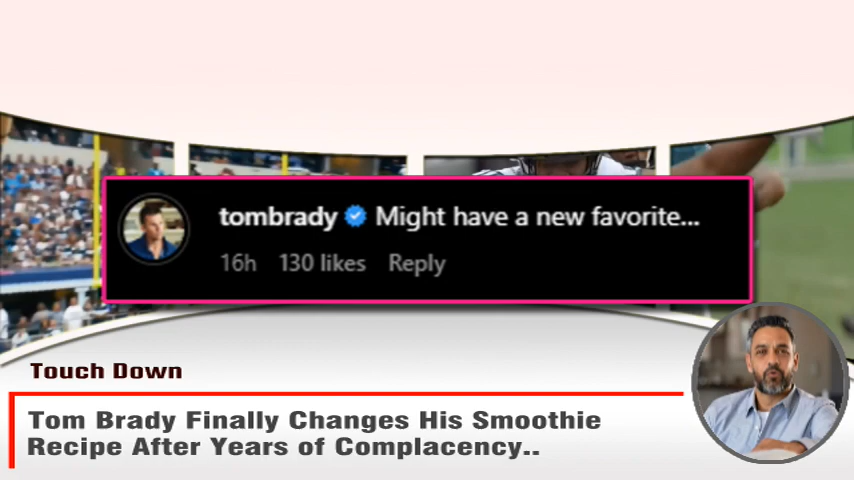 tombrady Might have a new favorite...
16h 130 likes Reply
Touch Down
Tom Brady Finally Changes His Smoothie
Recipe After Years of Complacency..